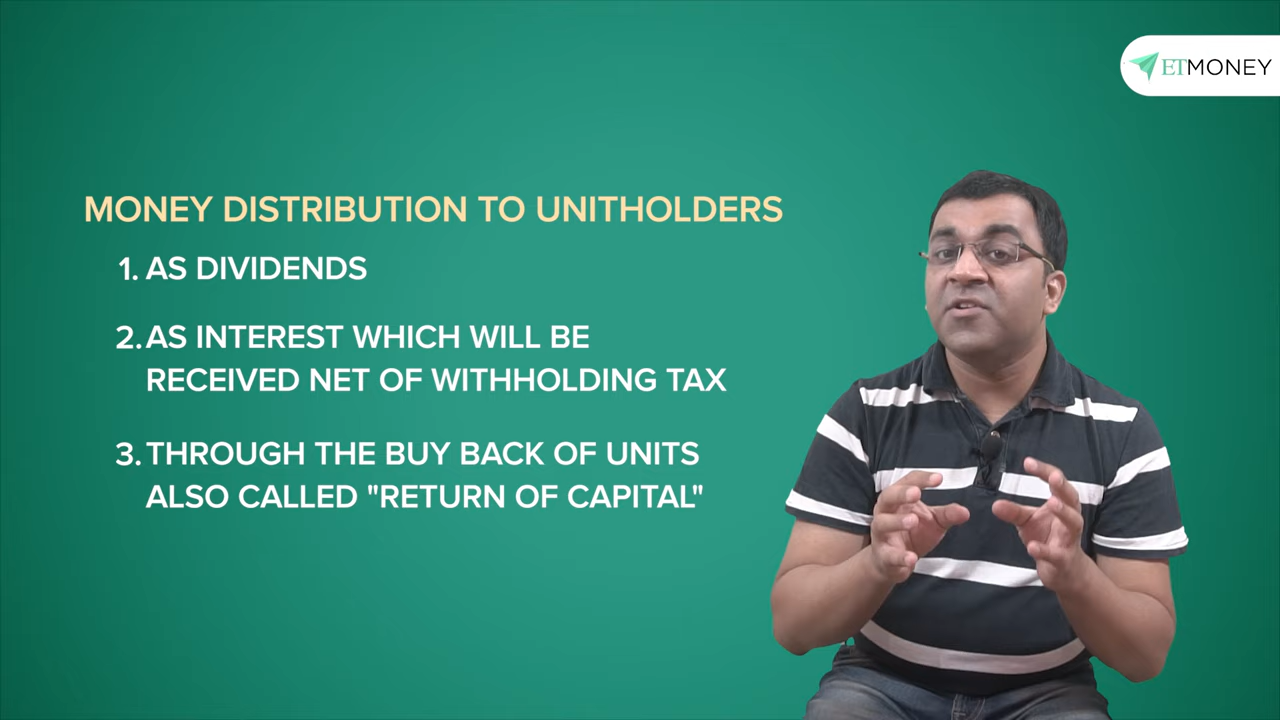 ETMONEY
MONEY DISTRIBUTION TO UNITHOLDERS
1. AS DIVIDENDS
2. AS INTEREST WHICH WILL BE
RECEIVED NET OF WITHHOLDING TAX
3. THROUGH THE BUY BACK OF UNITS
ALSO CALLED "RETURN OF CAPITAL"